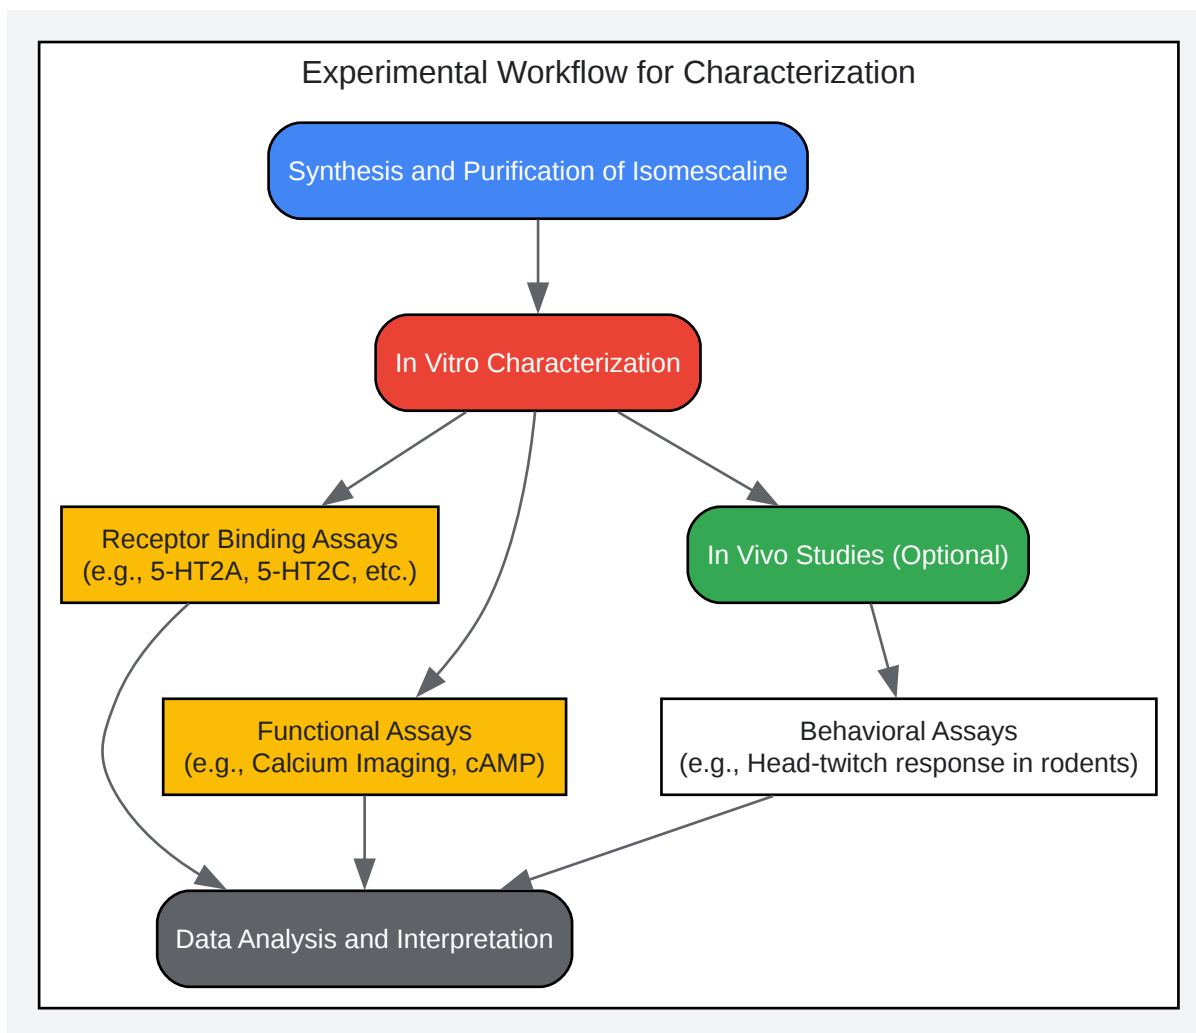 Experimental Workflow for Characterization
Synthesis and Purification of Isomescaline
In Vitro Characterization
Receptor Binding Assays
(e.g., 5-HT2A, 5-HT2C, etc.)
In Vivo Studies (Optional)
Functional Assays
(e.g., Calcium Imaging, cAMP)
Behavioral Assays
(e.g., Head-twitch response in rodents)
Data Analysis and Interpretation